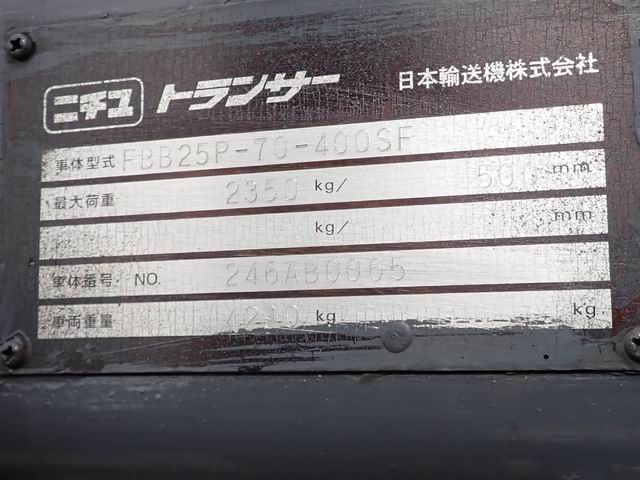 ニチユ トランサー 日本輸送機株式会社
車体型式 FBB25P-70-400SF
最大荷重 2350 kg/ 500 mm
kg/ mm
車体番号 NO. 246AB0065
車両重量 kg kg